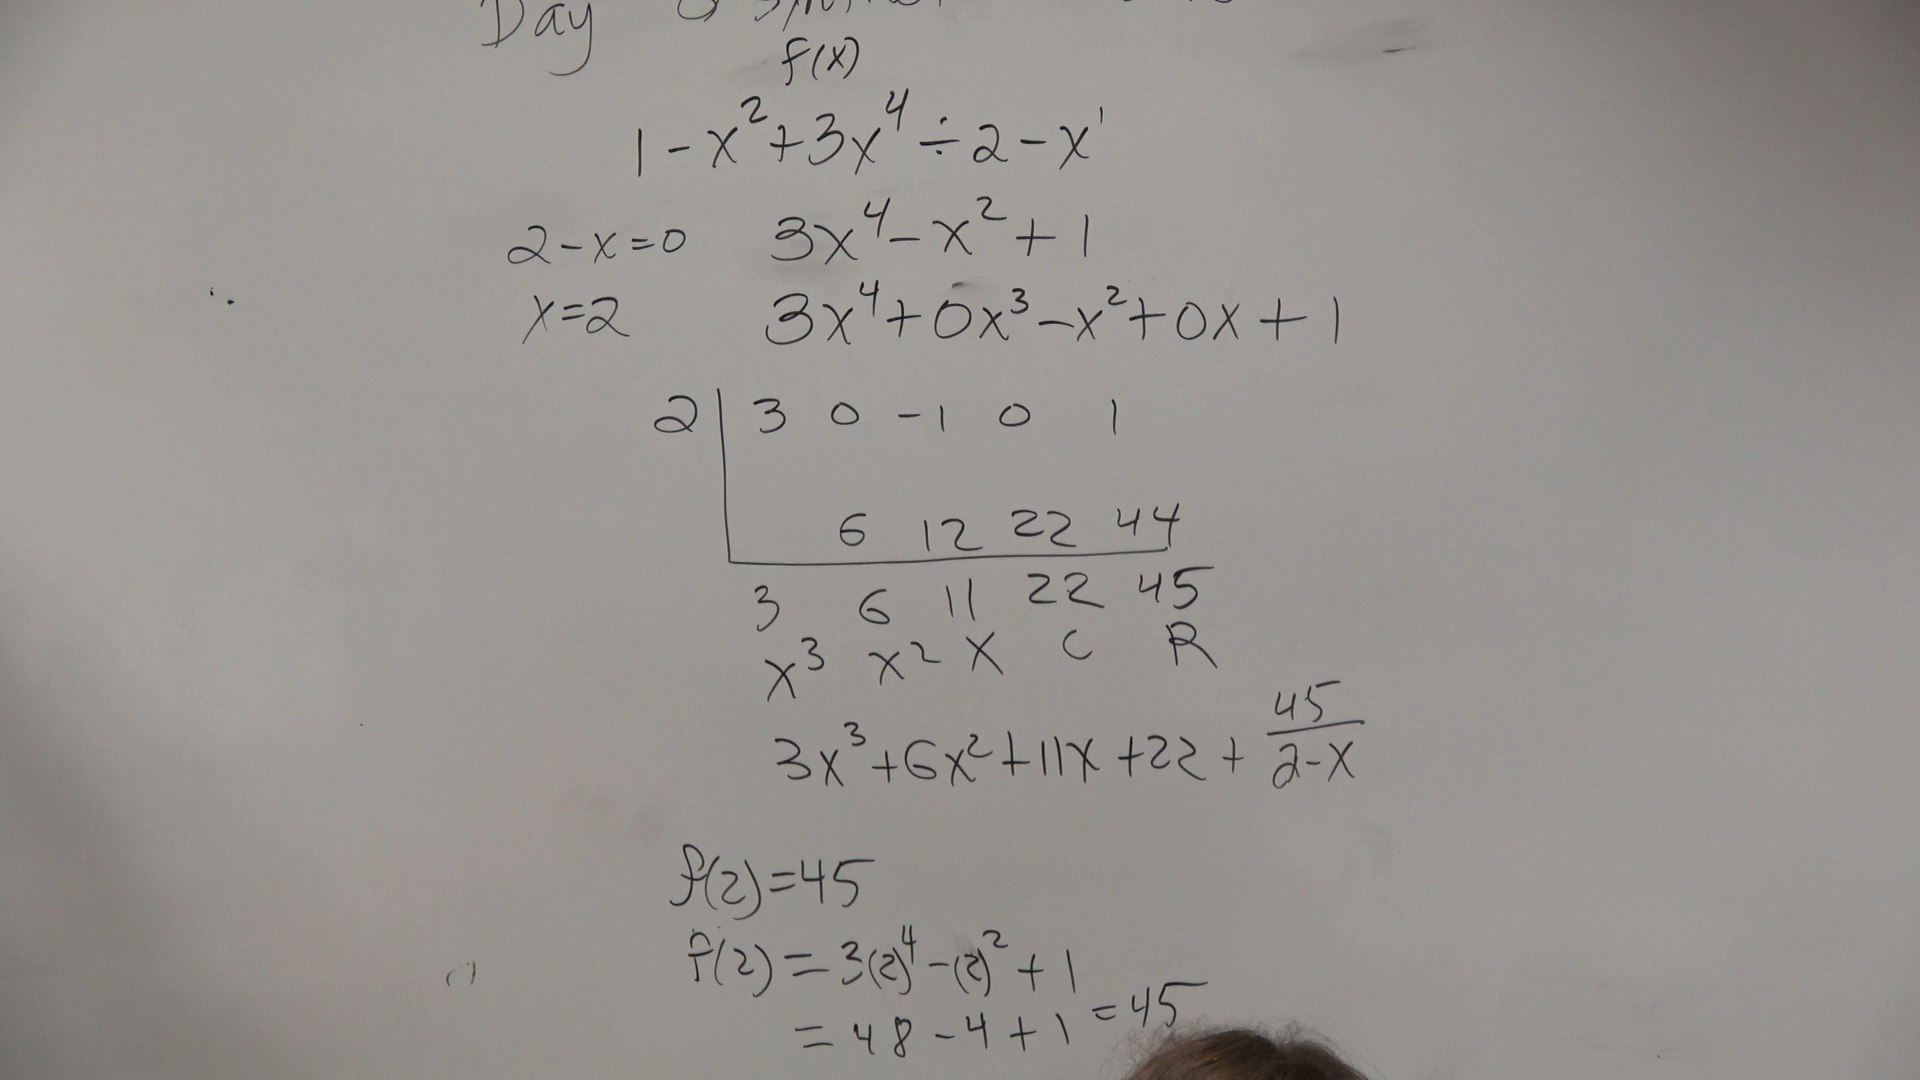 Day
f(x)
1 - x² + 3x⁴ ÷ 2 - x¹
2 - x = 0   3x⁴ - x² + 1
x = 2   3x⁴ + 0x³ - x² + 0x + 1
2 | 3 0 -1 0 1
6 12 22 44
3 6 11 22 45
x³ x² x C R
3x³ + 6x² + 11x + 22 + 45/(2-x)
f(2) = 45
f(2) = 3(2)⁴ - (2)² + 1
= 48 - 4 + 1 = 45